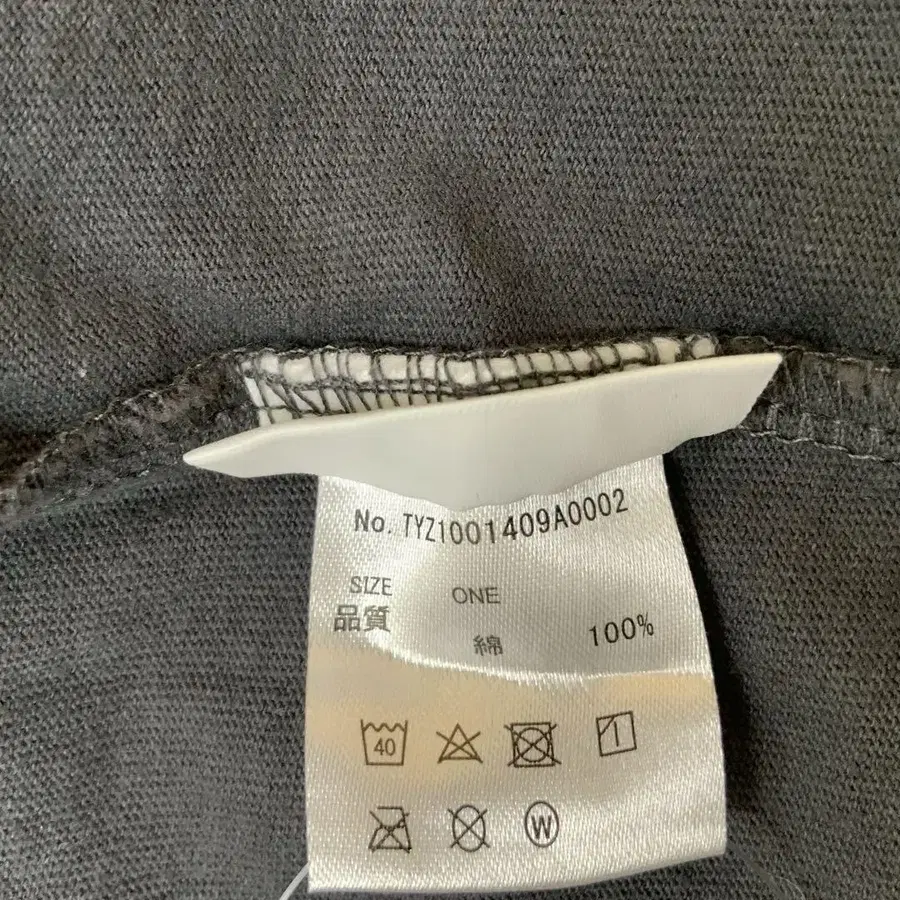 No. TYZ1001409A0002
SIZE ONE
品質 綿 100%
40
W